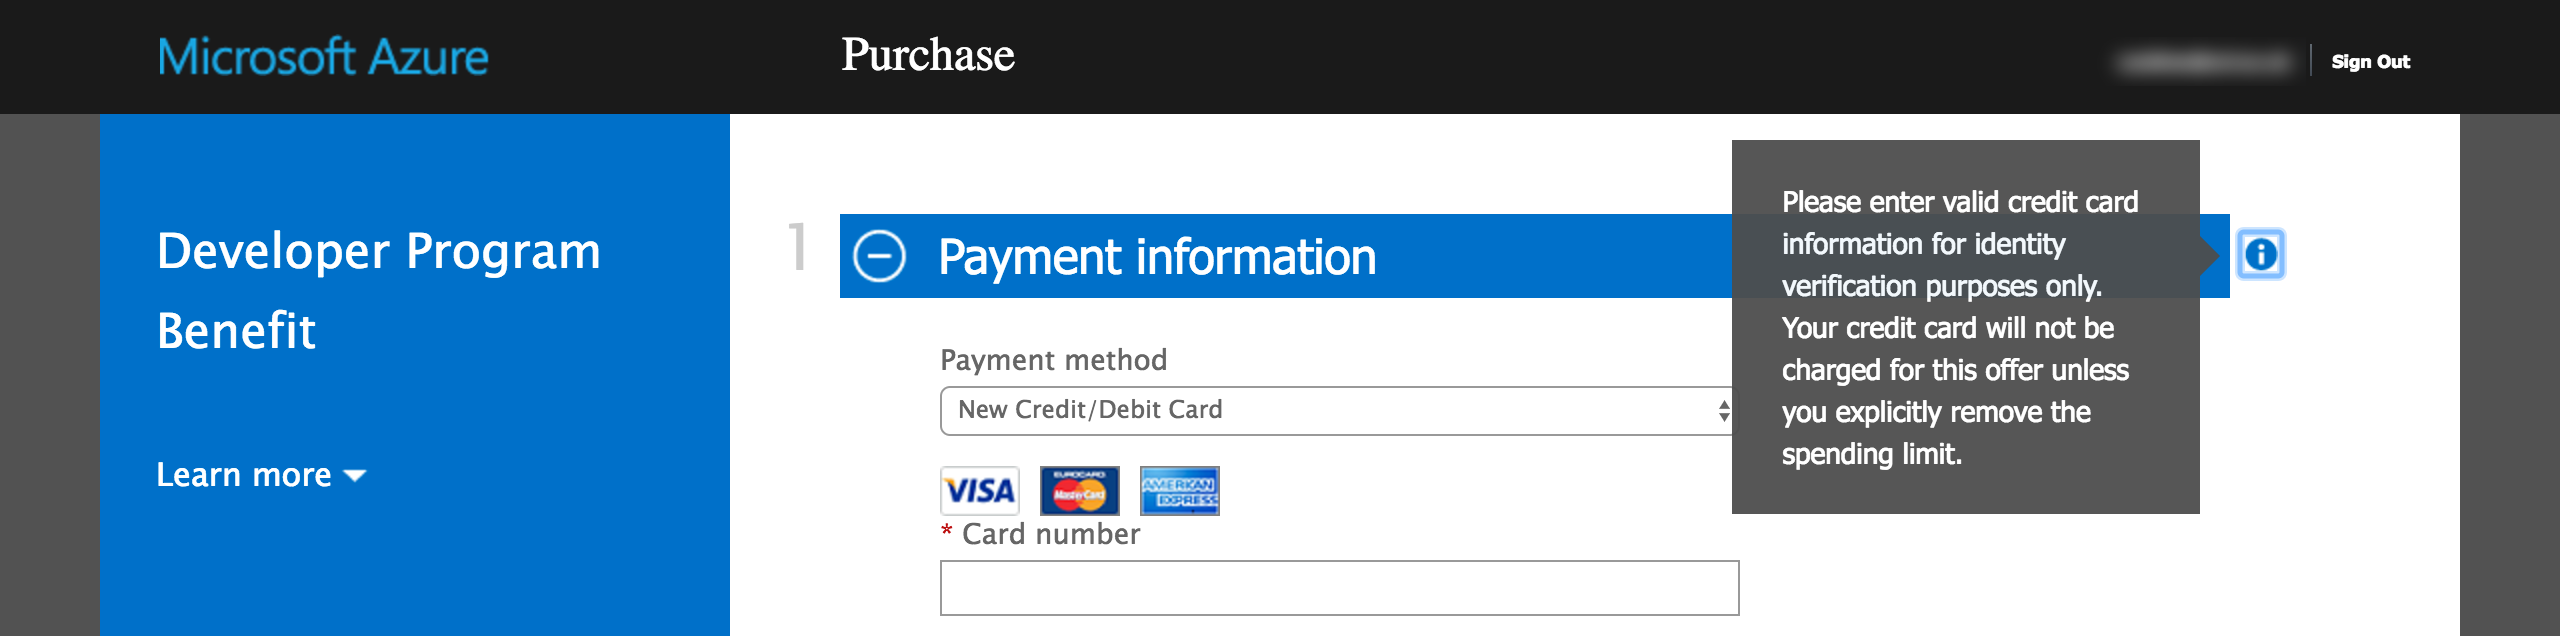 Microsoft Azure
Purchase
Sign Out
Developer Program
Benefit
Learn more
1
Payment information
Please enter valid credit card
information for identity
verification purposes only.
Your credit card will not be
charged for this offer unless
you explicitly remove the
spending limit.
Payment method
New Credit/Debit Card
VISA
EUROCARD
MasterCard
AMERICAN
EXPRESS
* Card number